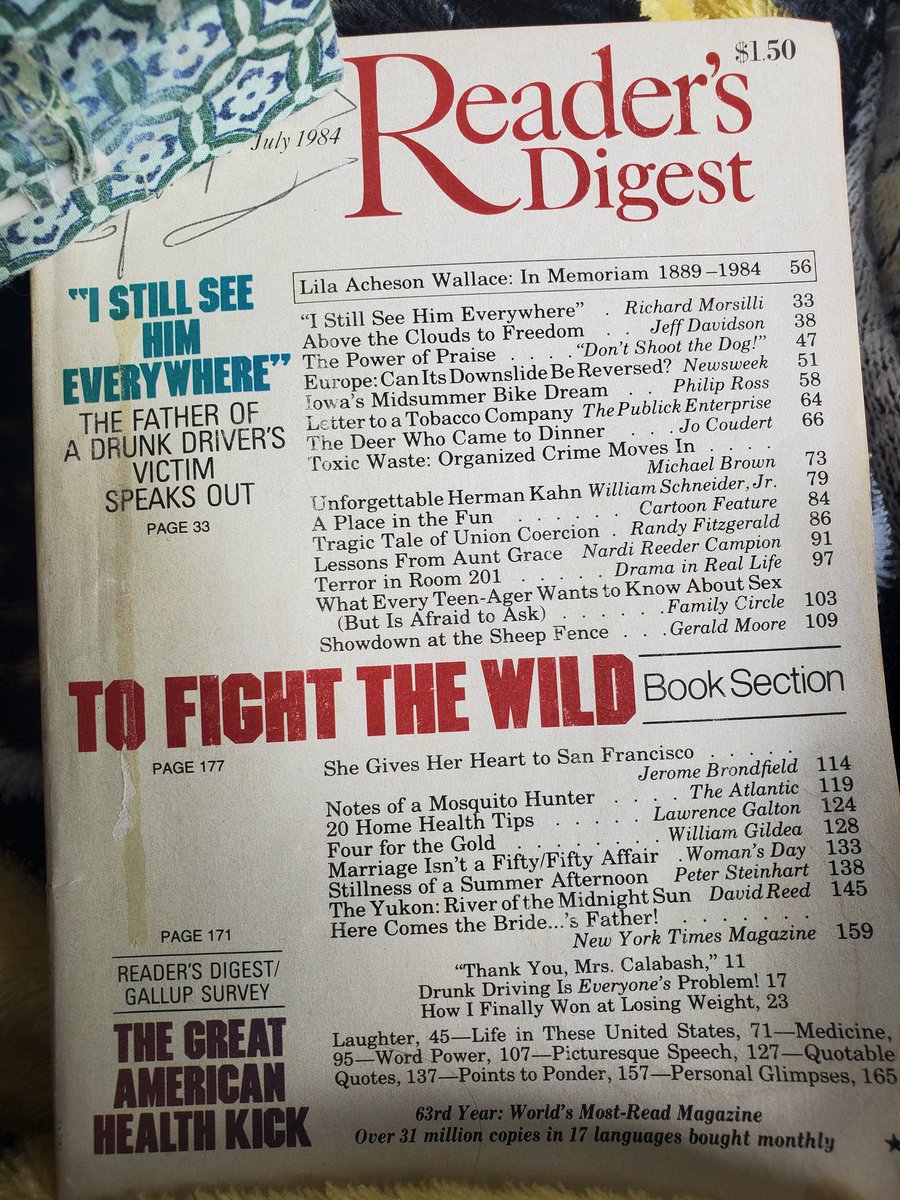 $1.50
Reader's
Digest
July 1984
Lila Acheson Wallace: In Memoriam 1889–1984 56
"I STILL SEE
HIM
EVERYWHERE"
THE FATHER OF
A DRUNK DRIVER'S
VICTIM
SPEAKS OUT
PAGE 33
"I Still See Him Everywhere" . Richard Morsilli 33
Above the Clouds to Freedom . . Jeff Davidson 38
The Power of Praise . . . . "Don't Shoot the Dog!" 47
Europe: Can Its Downslide Be Reversed? Newsweek 51
Iowa's Midsummer Bike Dream . . Philip Ross 58
Letter to a Tobacco Company The Publick Enterprise 64
The Deer Who Came to Dinner . . . Jo Coudert 66
Toxic Waste: Organized Crime Moves In . . . .
Michael Brown 73
Unforgettable Herman Kahn William Schneider, Jr. 79
A Place in the Fun . . . . . . Cartoon Feature 84
Tragic Tale of Union Coercion . Randy Fitzgerald 86
Lessons From Aunt Grace Nardi Reeder Campion 91
Terror in Room 201 . . . . . Drama in Real Life 97
What Every Teen-Ager Wants to Know About Sex
(But Is Afraid to Ask) . . . . . . Family Circle 103
Showdown at the Sheep Fence . . . Gerald Moore 109
TO FIGHT THE WILD Book Section
PAGE 177
She Gives Her Heart to San Francisco . . . . .
Jerome Brondfield 114
Notes of a Mosquito Hunter . . . . The Atlantic 119
20 Home Health Tips . . . . . Lawrence Galton 124
Four for the Gold . . . . . . . . William Gildea 128
Marriage Isn't a Fifty/Fifty Affair . Woman's Day 133
Stillness of a Summer Afternoon Peter Steinhart 138
The Yukon: River of the Midnight Sun David Reed 145
Here Comes the Bride...'s Father! . . . . . . .
New York Times Magazine 159
PAGE 171
READER'S DIGEST/
GALLUP SURVEY
THE GREAT
AMERICAN
HEALTH KICK
"Thank You, Mrs. Calabash," 11
Drunk Driving Is Everyone's Problem! 17
How I Finally Won at Losing Weight, 23
Laughter, 45—Life in These United States, 71—Medicine,
95—Word Power, 107—Picturesque Speech, 127—Quotable
Quotes, 137—Points to Ponder, 157—Personal Glimpses, 165
63rd Year: World's Most-Read Magazine
Over 31 million copies in 17 languages bought monthly